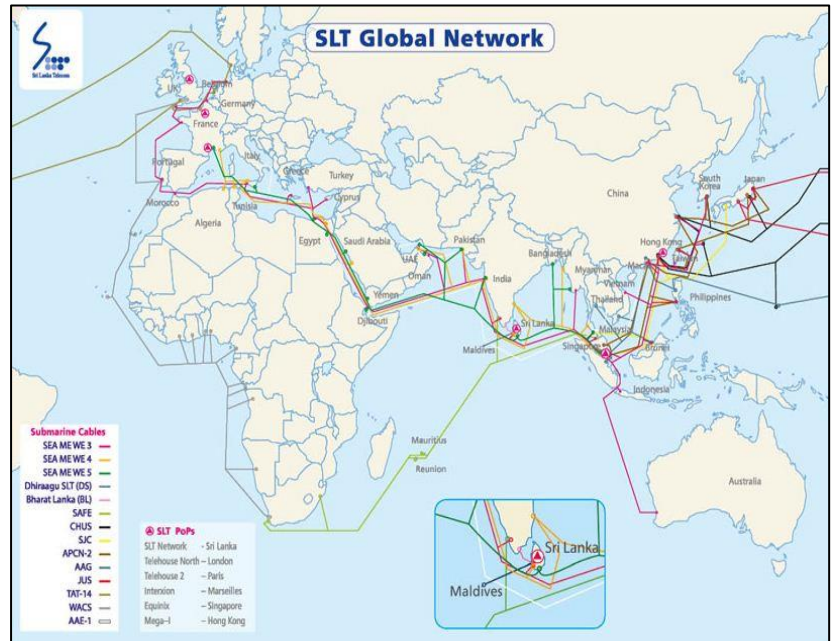 SLT Global Network
Sri Lanka Telecom
UK
Belgium
Germany
France
Portugal
Italy
Greece
Turkey
Cyprus
Morocco
Tunisia
Algeria
Egypt
Saudi Arabia
UAE
Oman
Yemen
Djibouti
Pakistan
India
Bangladesh
Myanmar
China
South
Korea
Japan
Hong Kong
Macau
Taiwan
Vietnam
Thailand
Philippines
Malaysia
Sri Lanka
Maldives
Singapore
Brunei
Indonesia
Mauritius
Reunion
Australia
Submarine Cables
SEA ME WE 3
SEA ME WE 4
SEA ME WE 5
Dhiraagu SLT (DS)
Bharat Lanka (BL)
SAFE
CHUS
SJC
APCN-2
AAG
JUS
TAT-14
WACS
AAE-1
SLT PoPs
SLT Network - Sri Lanka
Telehouse North – London
Telehouse 2 – Paris
Interxion – Marseilles
Equinix – Singapore
Mega-I – Hong Kong
Sri Lanka
Maldives